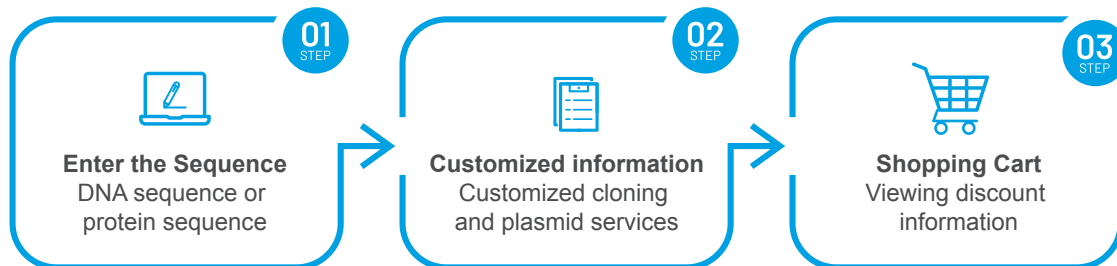 01
STEP
Enter the Sequence
DNA sequence or
protein sequence
02
STEP
Customized information
Customized cloning
and plasmid services
03
STEP
Shopping Cart
Viewing discount
information